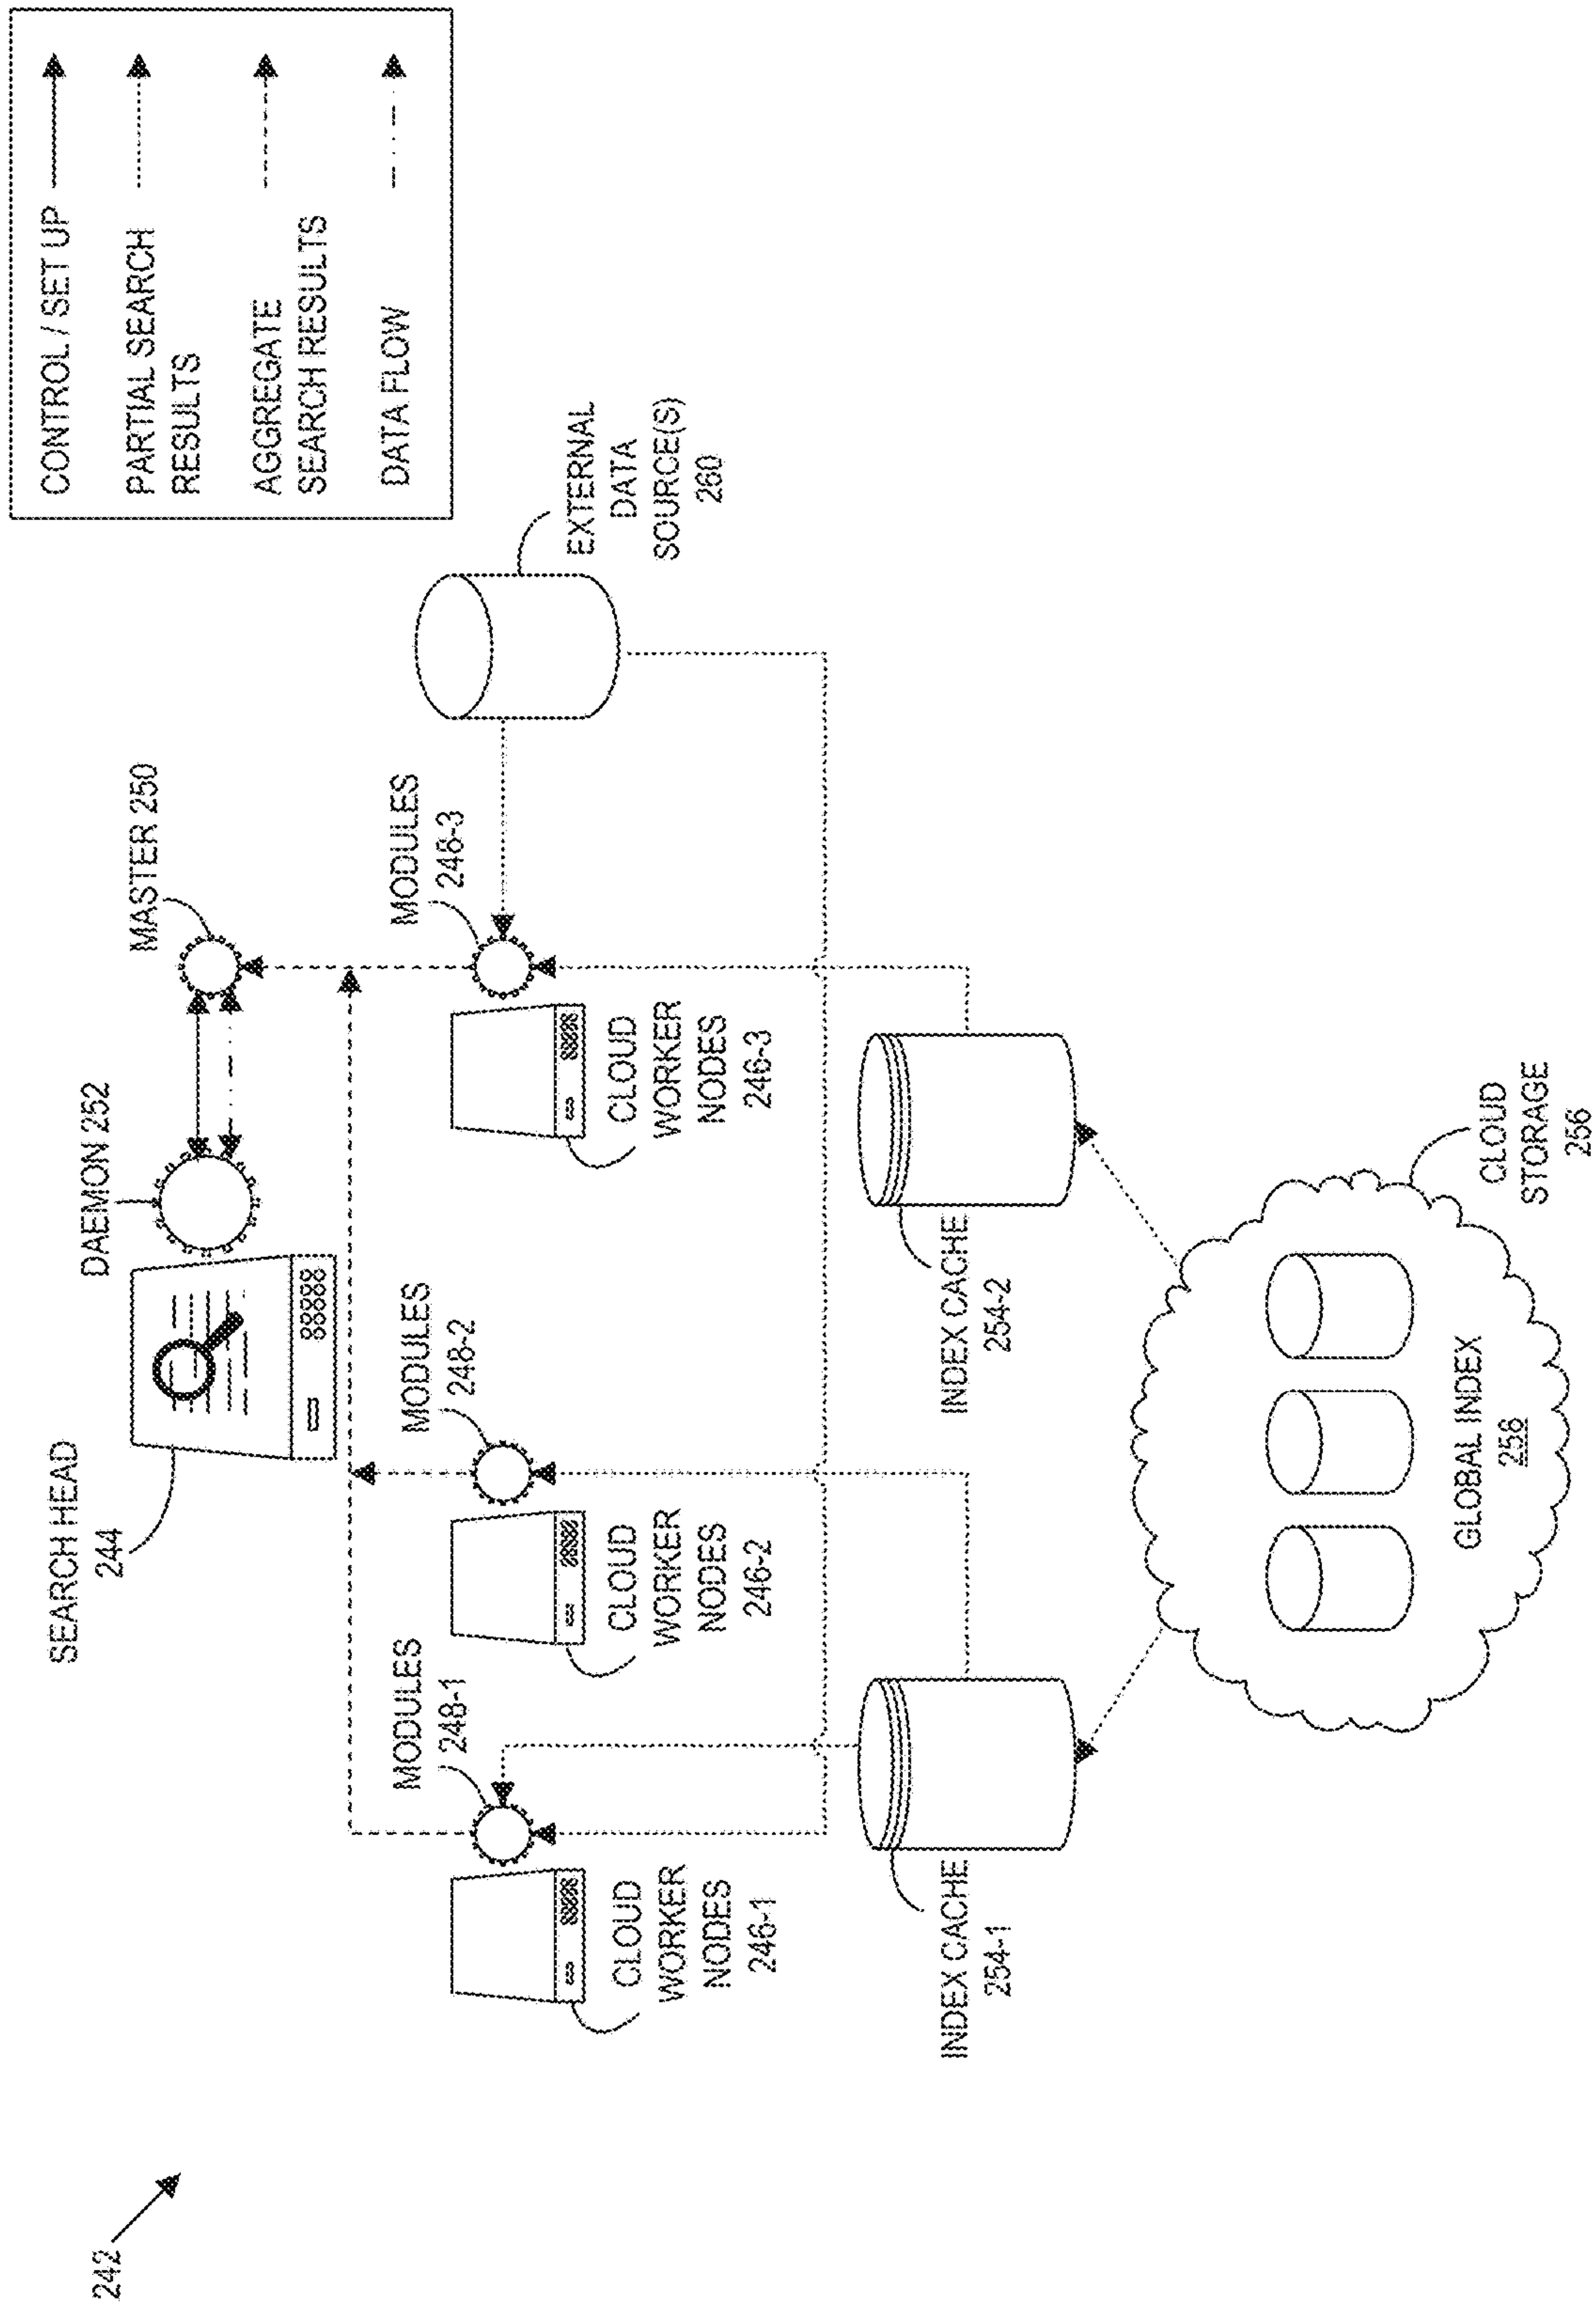 242
SEARCH HEAD
244
DAEMON 252
MASTER 250
CONTROL / SET UP
PARTIAL SEARCH
RESULTS
AGGREGATE
SEARCH RESULTS
DATA FLOW
MODULES
248-1
MODULES
248-2
MODULES
248-3
EXTERNAL
DATA
SOURCE(S)
260
CLOUD
WORKER
NODES
246-1
CLOUD
WORKER
NODES
246-2
CLOUD
WORKER
NODES
246-3
INDEX CACHE
254-1
INDEX CACHE
254-2
GLOBAL INDEX
258
CLOUD
STORAGE
256